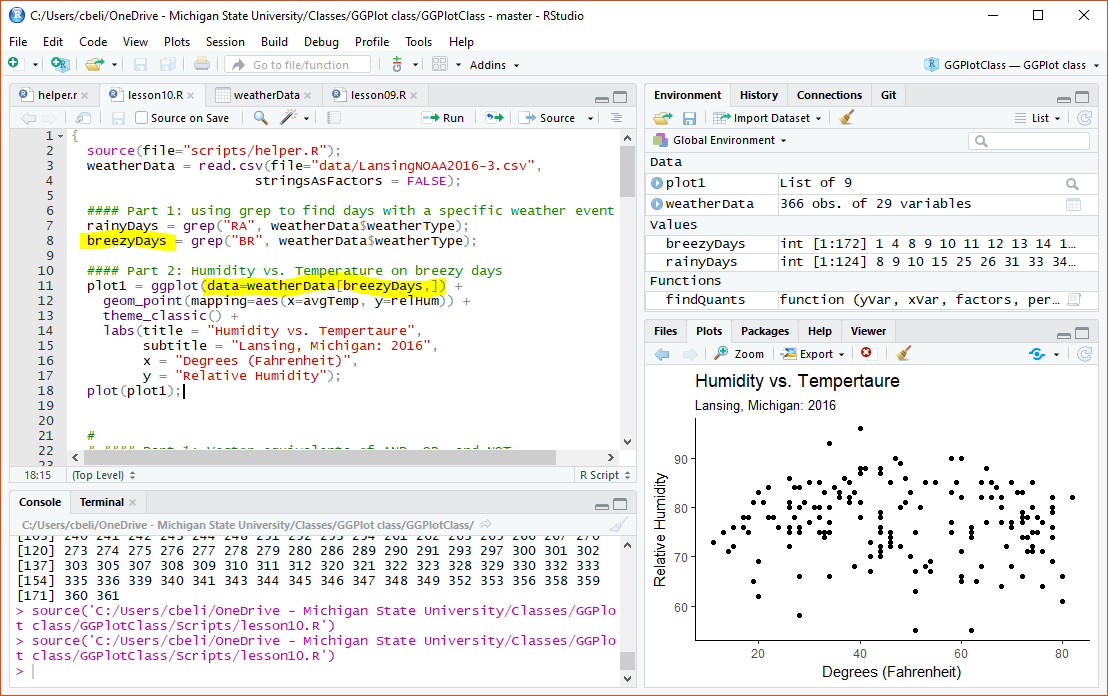 C:/Users/cbeli/OneDrive - Michigan State University/Classes/GGPlot class/GGPlotClass - master - RStudio
File Edit Code View Plots Session Build Debug Profile Tools Help
Go to file/function Addins GGPlotClass — GGPlot class
helper.r lesson10.R weatherData lesson09.R
Source on Save Run Source
1 {
2 source(file="scripts/helper.R");
3 weatherData = read.csv(file="data/LansingNOAA2016-3.csv",
4 stringsAsFactors = FALSE);
5
6 #### Part 1: using grep to find days with a specific weather event
7 rainyDays = grep("RA", weatherData$weatherType);
8 breezyDays = grep("BR", weatherData$weatherType);
9
10 #### Part 2: Humidity vs. Temperature on breezy days
11 plot1 = ggplot(data=weatherData[breezyDays,]) +
12 geom_point(mapping=aes(x=avgTemp, y=relHum)) +
13 theme_classic() +
14 labs(title = "Humidity vs. Tempertaure",
15 subtitle = "Lansing, Michigan: 2016",
16 x = "Degrees (Fahrenheit)",
17 y = "Relative Humidity");
18 plot(plot1);
19
20
21 #
22
23
18:15 (Top Level) R Script
Console Terminal
C:/Users/cbeli/OneDrive - Michigan State University/Classes/GGPlot class/GGPlotClass/
[120] 273 274 275 276 277 278 279 280 286 289 290 291 293 297 300 301 302
[137] 303 305 307 308 309 310 311 312 320 321 322 323 328 329 330 332 333
[154] 335 336 339 340 341 343 344 345 346 347 348 349 352 353 356 358 359
[171] 360 361
> source('C:/Users/cbeli/OneDrive - Michigan State University/Classes/GGPlo
t class/GGPlotClass/Scripts/lesson10.R')
> source('C:/Users/cbeli/OneDrive - Michigan State University/Classes/GGPlo
t class/GGPlotClass/Scripts/lesson10.R')
>
Environment History Connections Git
Import Dataset List
Global Environment
Data
plot1 List of 9
weatherData 366 obs. of 29 variables
Values
breezyDays int [1:172] 1 4 8 9 10 11 12 13 14 1…
rainyDays int [1:124] 8 9 10 15 25 26 31 33 34…
Functions
findQuants function (yVar, xVar, factors, per…
Files Plots Packages Help Viewer
Zoom Export
Humidity vs. Tempertaure
Lansing, Michigan: 2016
90
80
70
60
Relative Humidity
20 40 60 80
Degrees (Fahrenheit)